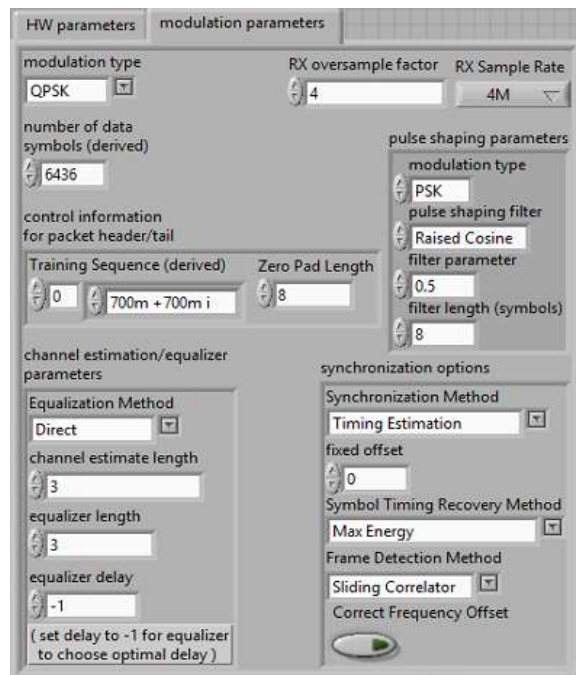 HW parameters
modulation parameters
modulation type
QPSK
RX oversample factor
4
RX Sample Rate
4M
number of data
symbols (derived)
6436
pulse shaping parameters
modulation type
PSK
pulse shaping filter
Raised Cosine
filter parameter
0.5
filter length (symbols)
8
control information
for packet header/tail
Training Sequence (derived)
0
700m +700m i
Zero Pad Length
8
channel estimation/equalizer
parameters
Equalization Method
Direct
channel estimate length
3
equalizer length
3
equalizer delay
-1
( set delay to -1 for equalizer
to choose optimal delay )
synchronization options
Synchronization Method
Timing Estimation
fixed offset
0
Symbol Timing Recovery Method
Max Energy
Frame Detection Method
Sliding Correlator
Correct Frequency Offset